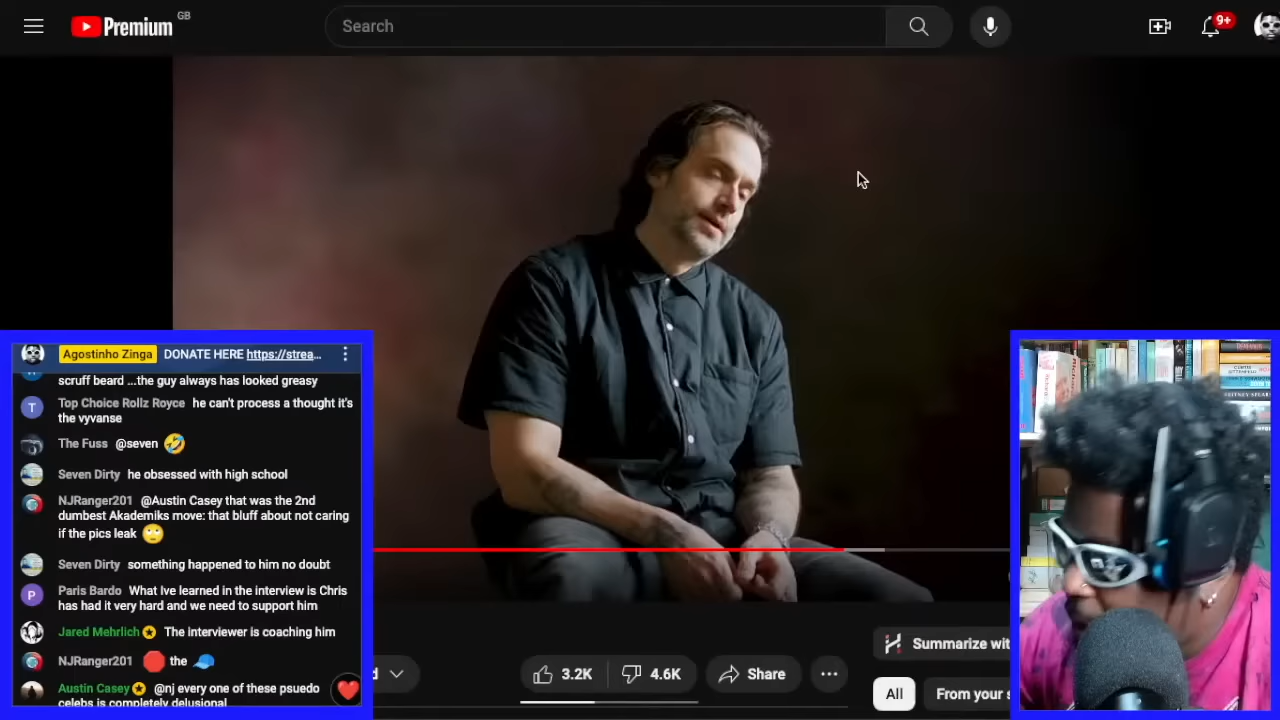 Premium GB
Search
9+
Agostinho Zinga DONATE HERE https://strea...
scruff beard ...the guy always has looked greasy
T Top Choice Rollz Royce he can't process a thought it's
the vyvanse
The Fuss @seven 🤣
Seven Dirty he obsessed with high school
NJRanger201 @Austin Casey that was the 2nd
dumbest Akademiks move: that bluff about not caring
if the pics leak 🙄
Seven Dirty something happened to him no doubt
P Paris Bardo What Ive learned in the interview is Chris
has had it very hard and we need to support him
Jared Mehrlich The interviewer is coaching him
NJRanger201 🛑 the 🧢
Austin Casey @nj every one of these psuedo
celebs is completely delusional
d
3.2K
4.6K
Share
Summarize wit
All
From your s